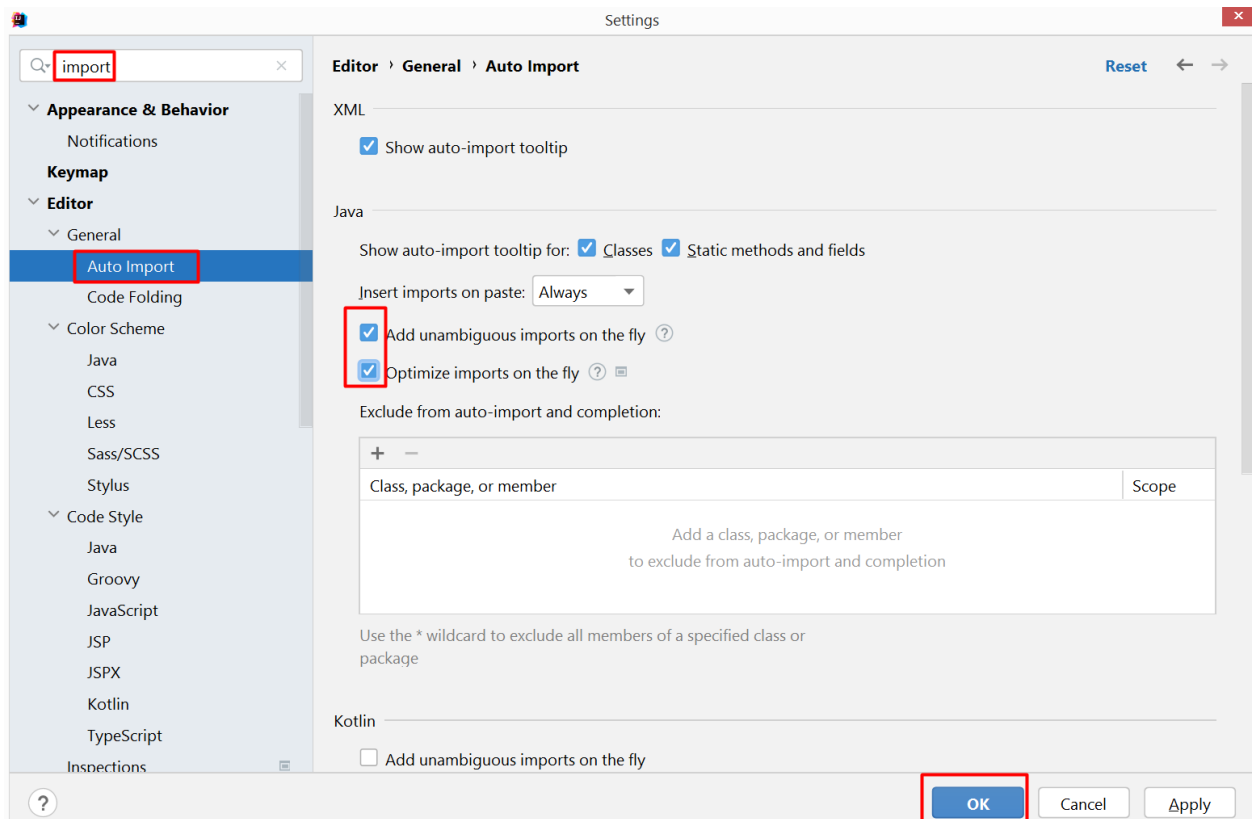 Settings
import
Appearance & Behavior
Notifications
Keymap
Editor
General
Auto Import
Code Folding
Color Scheme
Java
CSS
Less
Sass/SCSS
Stylus
Code Style
Java
Groovy
JavaScript
JSP
JSPX
Kotlin
TypeScript
Inspections
Editor › General › Auto Import
Reset
XML
Show auto-import tooltip
Java
Show auto-import tooltip for: Classes Static methods and fields
Insert imports on paste: Always
Add unambiguous imports on the fly ?
Optimize imports on the fly ?
Exclude from auto-import and completion:
Class, package, or member Scope
Add a class, package, or member
to exclude from auto-import and completion
Use the * wildcard to exclude all members of a specified class or
package
Kotlin
Add unambiguous imports on the fly
? OK Cancel Apply